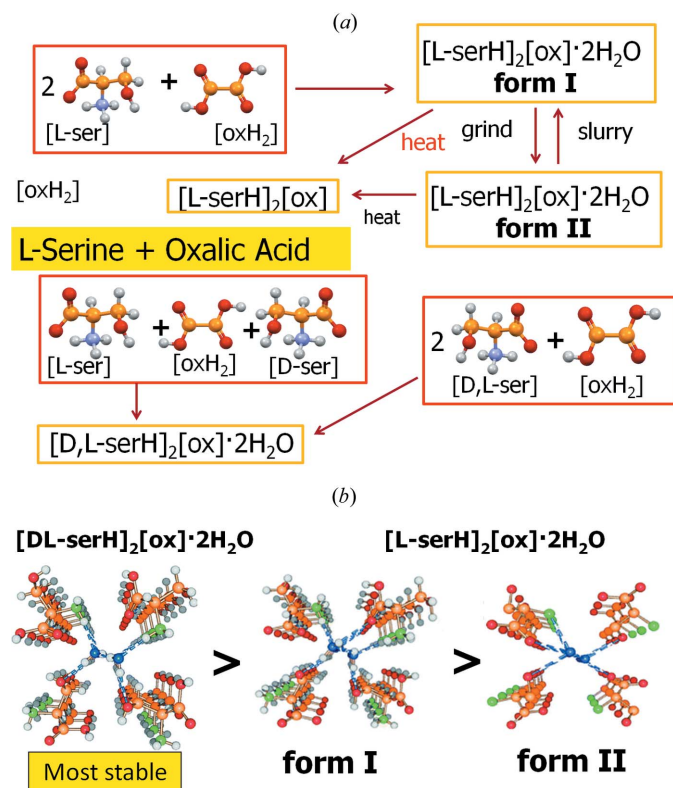 (a)
2 + [L-serH]₂[ox]·2H₂O
form I
[L-ser] [oxH₂]
heat grind slurry
[oxH₂] [L-serH]₂[ox] heat [L-serH]₂[ox]·2H₂O
form II
L-Serine + Oxalic Acid
+ + 2 +
[L-ser] [oxH₂] [D-ser] [D,L-ser] [oxH₂]
[D,L-serH]₂[ox]·2H₂O
(b)
[DL-serH]₂[ox]·2H₂O [L-serH]₂[ox]·2H₂O
> >
Most stable form I form II